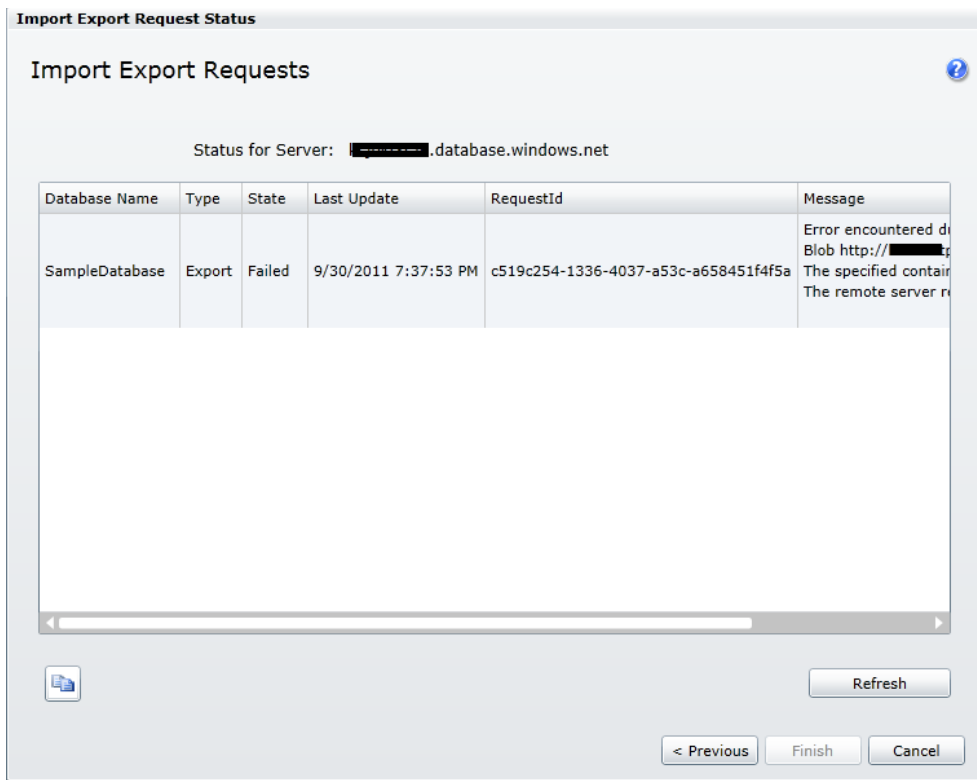 Import Export Request Status
Import Export Requests
Status for Server: .database.windows.net
Database Name Type State Last Update RequestId Message
SampleDatabase Export Failed 9/30/2011 7:37:53 PM c519c254-1336-4037-a53c-a658451f4f5a
Error encountered
Blob http://
The specified
The remote server
Refresh
< Previous Finish Cancel